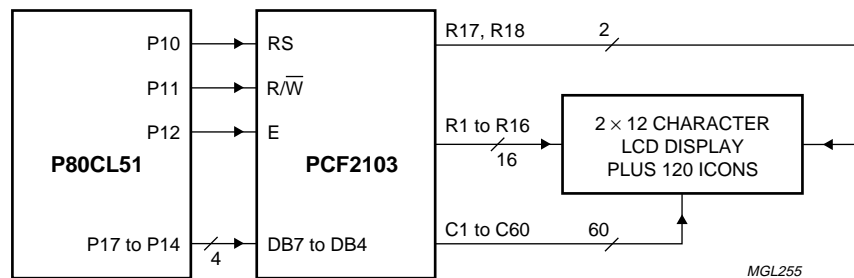 P10
RS
R17, R18
2
P11
R/W̅
P12
E
R1 to R16
16
2 × 12 CHARACTER
LCD DISPLAY
PLUS 120 ICONS
P80CL51
PCF2103
P17 to P14
4
DB7 to DB4
C1 to C60
60
MGL255